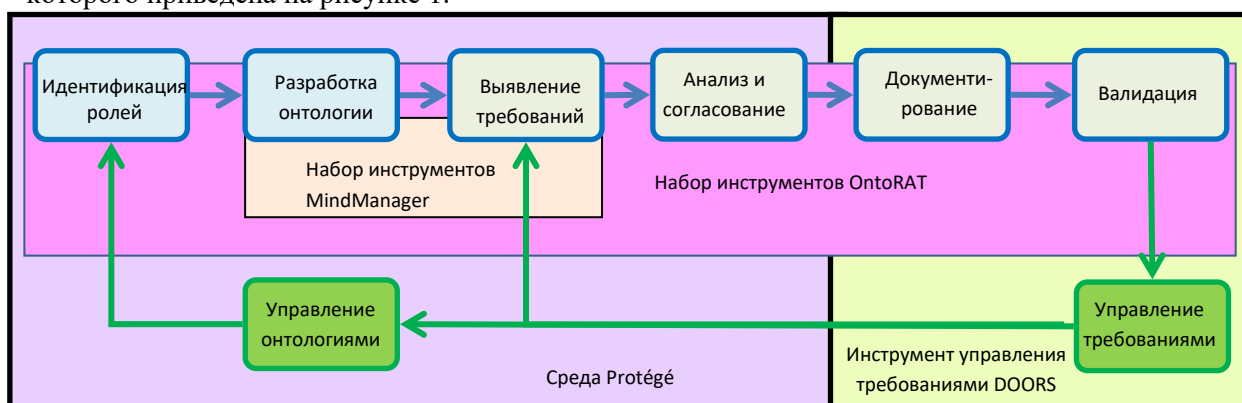 которого приведена на рисунке 1.
Идентификация
ролей
Разработка
онтологии
Выявление
требований
Анализ и
согласование
Документи-
рование
Валидация
Набор инструментов
MindManager
Набор инструментов OntoRAT
Управление
онтологиями
Управление
требованиями
Среда Protégé
Инструмент управления
требованиями DOORS